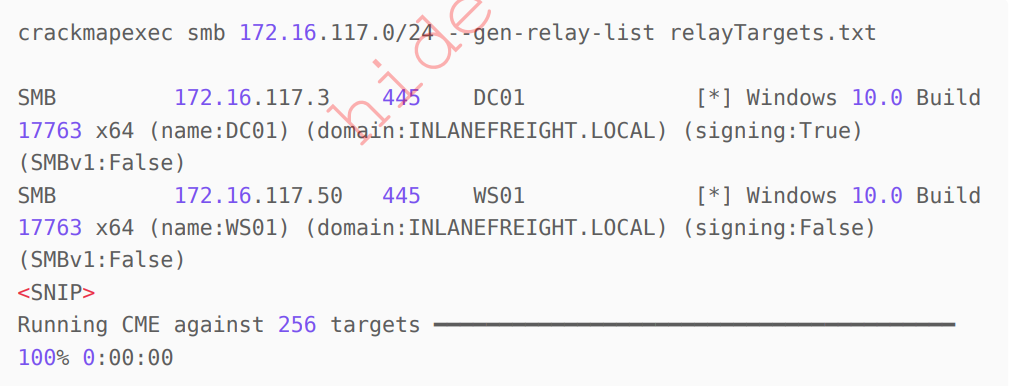 crackmapexec smb 172.16.117.0/24 --gen-relay-list relayTargets.txt
SMB 172.16.117.3 445 DC01 [*] Windows 10.0 Build
17763 x64 (name:DC01) (domain:INLANEFREIGHT.LOCAL) (signing:True)
(SMBv1:False)
SMB 172.16.117.50 445 WS01 [*] Windows 10.0 Build
17763 x64 (name:WS01) (domain:INLANEFREIGHT.LOCAL) (signing:False)
(SMBv1:False)
<SNIP>
Running CME against 256 targets ━━━━━━━━━━━━━━━━━━━━━━━━━━━━━━━━━━━━━━━━
100% 0:00:00
hide